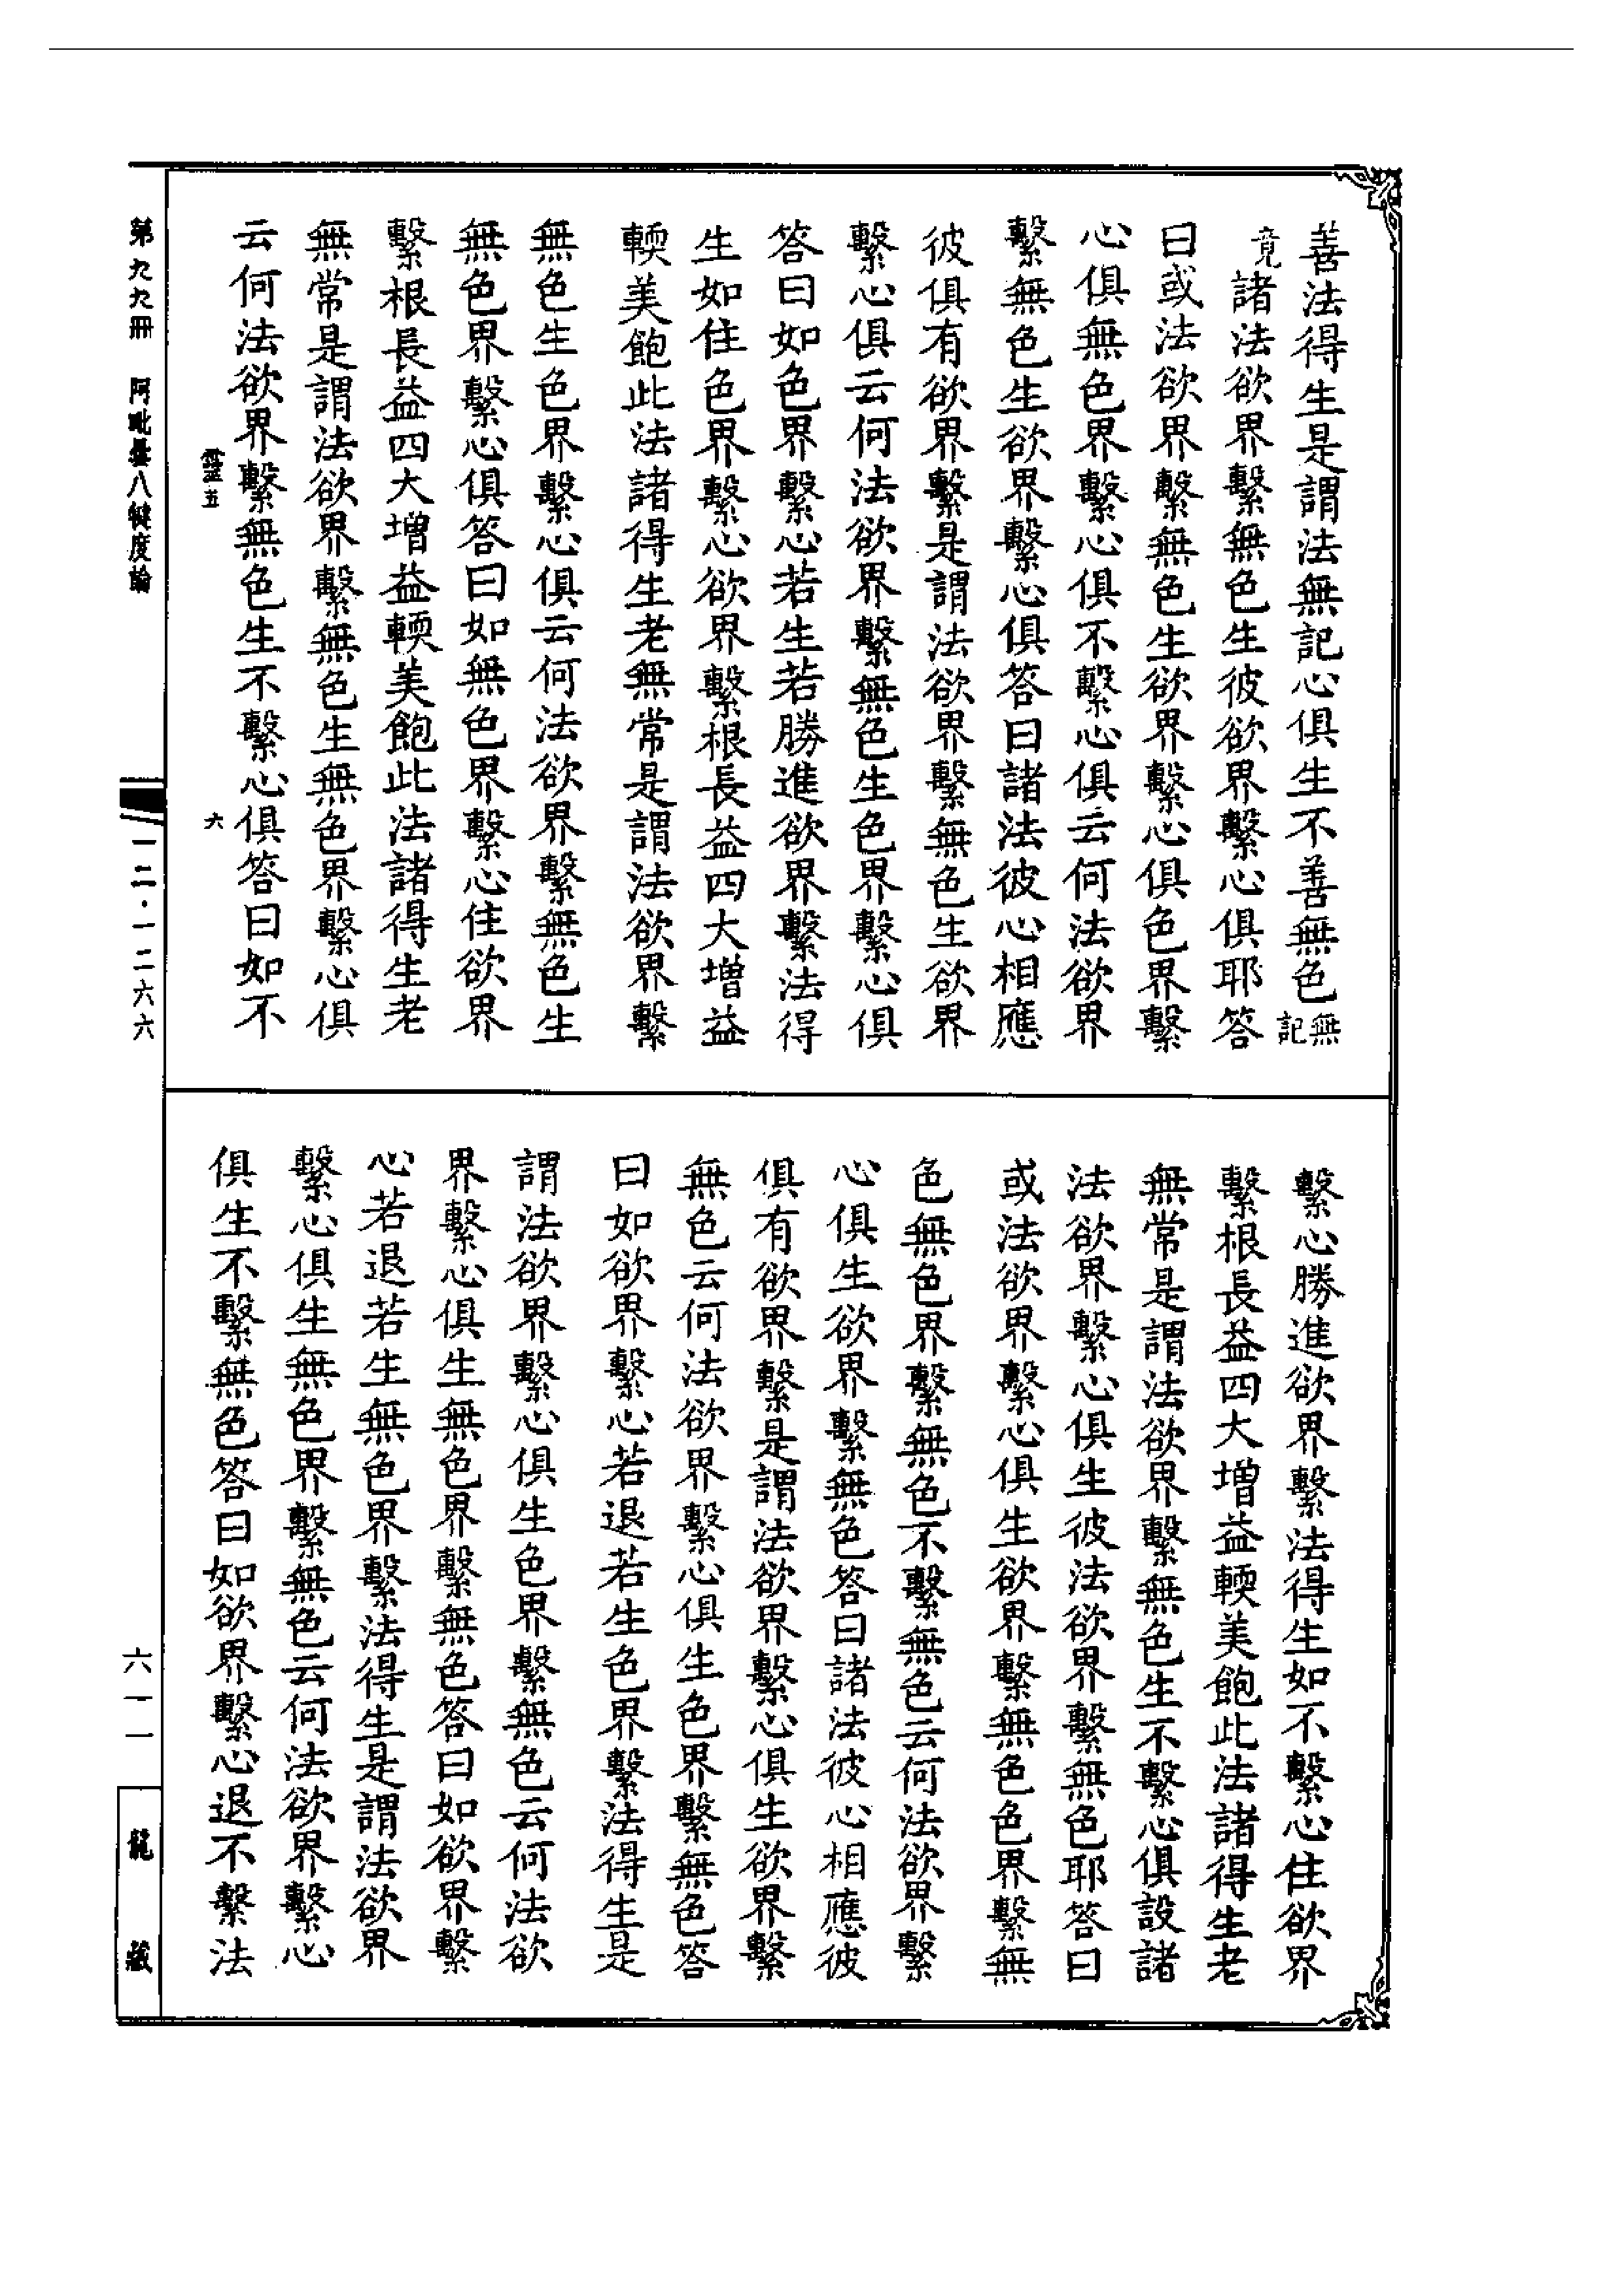 善法得生是謂法無記心俱生不善無色無記
竟諸法欲界繫無色生彼欲界繫心俱耶答
曰或法欲界繫無色生欲界繫心俱色界繫
心俱無色界繫心俱不繫心俱云何法欲界
繫無色生欲界繫心俱答曰諸法彼心相應
彼俱有欲界繫是謂法欲界繫無色生欲界
繫心俱云何法欲界繫無色生色界繫心俱
答曰如色界繫心若生若勝進欲界繫法得
生如住色界繫心欲界繫根長益四大增益
輭美飽此法諸得生老無常是謂法欲界繫
無色生色界繫心俱云何法欲界繫無色生
無色界繫心俱答曰如無色界繫心住欲界
繫根長益四大增益輭美飽此法諸得生老
無常是謂法欲界繫無色生無色界繫心俱
云何法欲界繫無色生不繫心俱答曰如不
繫心勝進欲界繫法得生如不繫心住欲界
繫根長益四大增益輭美飽此法諸得生老
無常是謂法欲界繫無色生不繫心俱設諸
法欲界繫心俱生彼法欲界繫無色耶答曰
或法欲界繫心俱生欲界繫無色色界繫無
色無色界繫無色不繫無色云何法欲界繫
心俱生欲界繫無色答曰諸法彼心相應彼
俱有欲界繫是謂法欲界繫心俱生欲界繫
無色云何法欲界繫心俱生色界繫無色答
曰如欲界繫心若退若生色界繫法得生是
謂法欲界繫心俱生色界繫無色云何法欲
界繫心俱生無色界繫無色答曰如欲界繫
心若退若生無色界繫法得生是謂法欲界
繫心俱生無色界繫無色云何法欲界繫心
俱生不繫無色答曰如欲界繫心退不繫法
五
六
第九九冊 阿毗曇八犍度論
一二·一二六六
六一一
龍藏